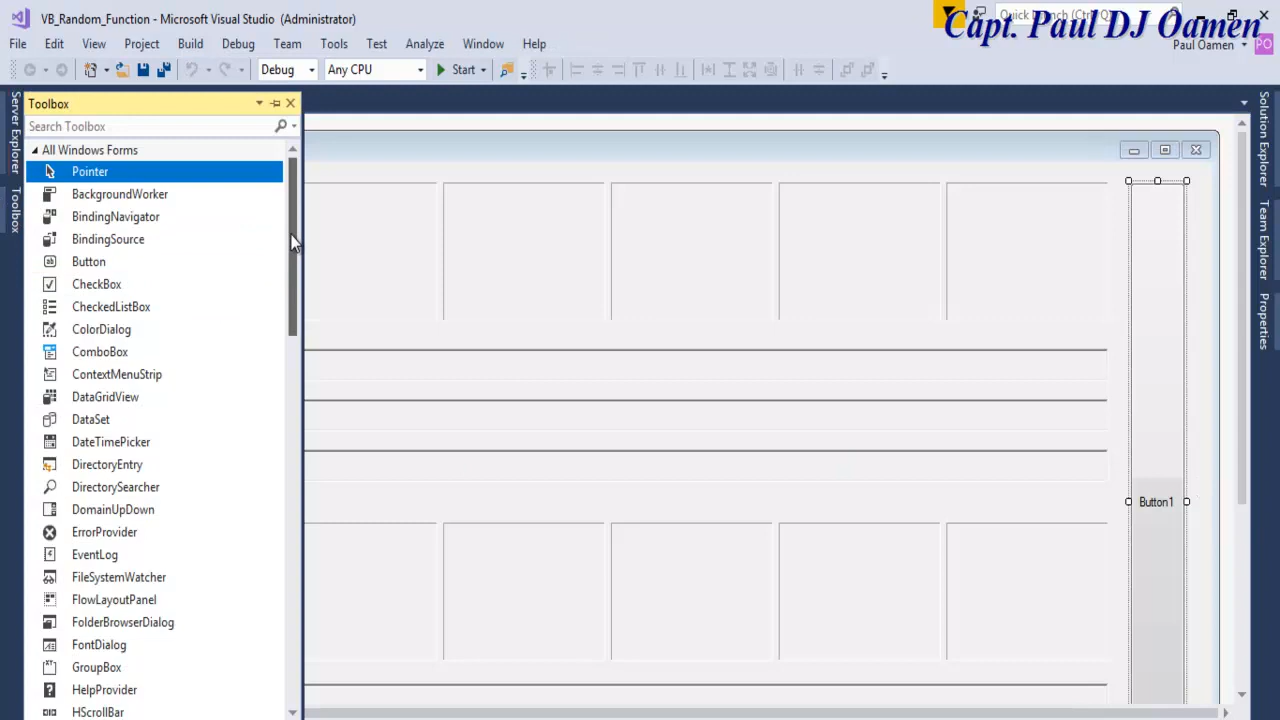 VB_Random_Function - Microsoft Visual Studio (Administrator)
Quick Launch (Ctrl+Q)
Capt. Paul DJ Oamen
File Edit View Project Build Debug Team Tools Test Analyze Window Help
Paul Oamen PO
Debug Any CPU Start
Toolbox
Search Toolbox
All Windows Forms
Pointer
BackgroundWorker
BindingNavigator
BindingSource
Button
CheckBox
CheckedListBox
ColorDialog
ComboBox
ContextMenuStrip
DataGridView
DataSet
DateTimePicker
DirectoryEntry
DirectorySearcher
DomainUpDown
ErrorProvider
EventLog
FileSystemWatcher
FlowLayoutPanel
FolderBrowserDialog
FontDialog
GroupBox
HelpProvider
HScrollBar
Server Explorer
Toolbox
Button1
Solution Explorer
Team Explorer
Properties